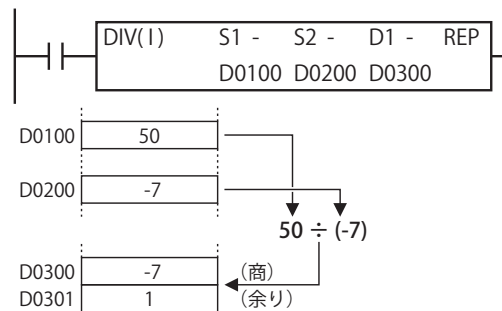 DIV(I) S1 - S2 - D1 - REP
D0100 D0200 D0300
D0100 50
D0200 -7
50 ÷ (-7)
D0300 -7 (商)
D0301 1 (余り)